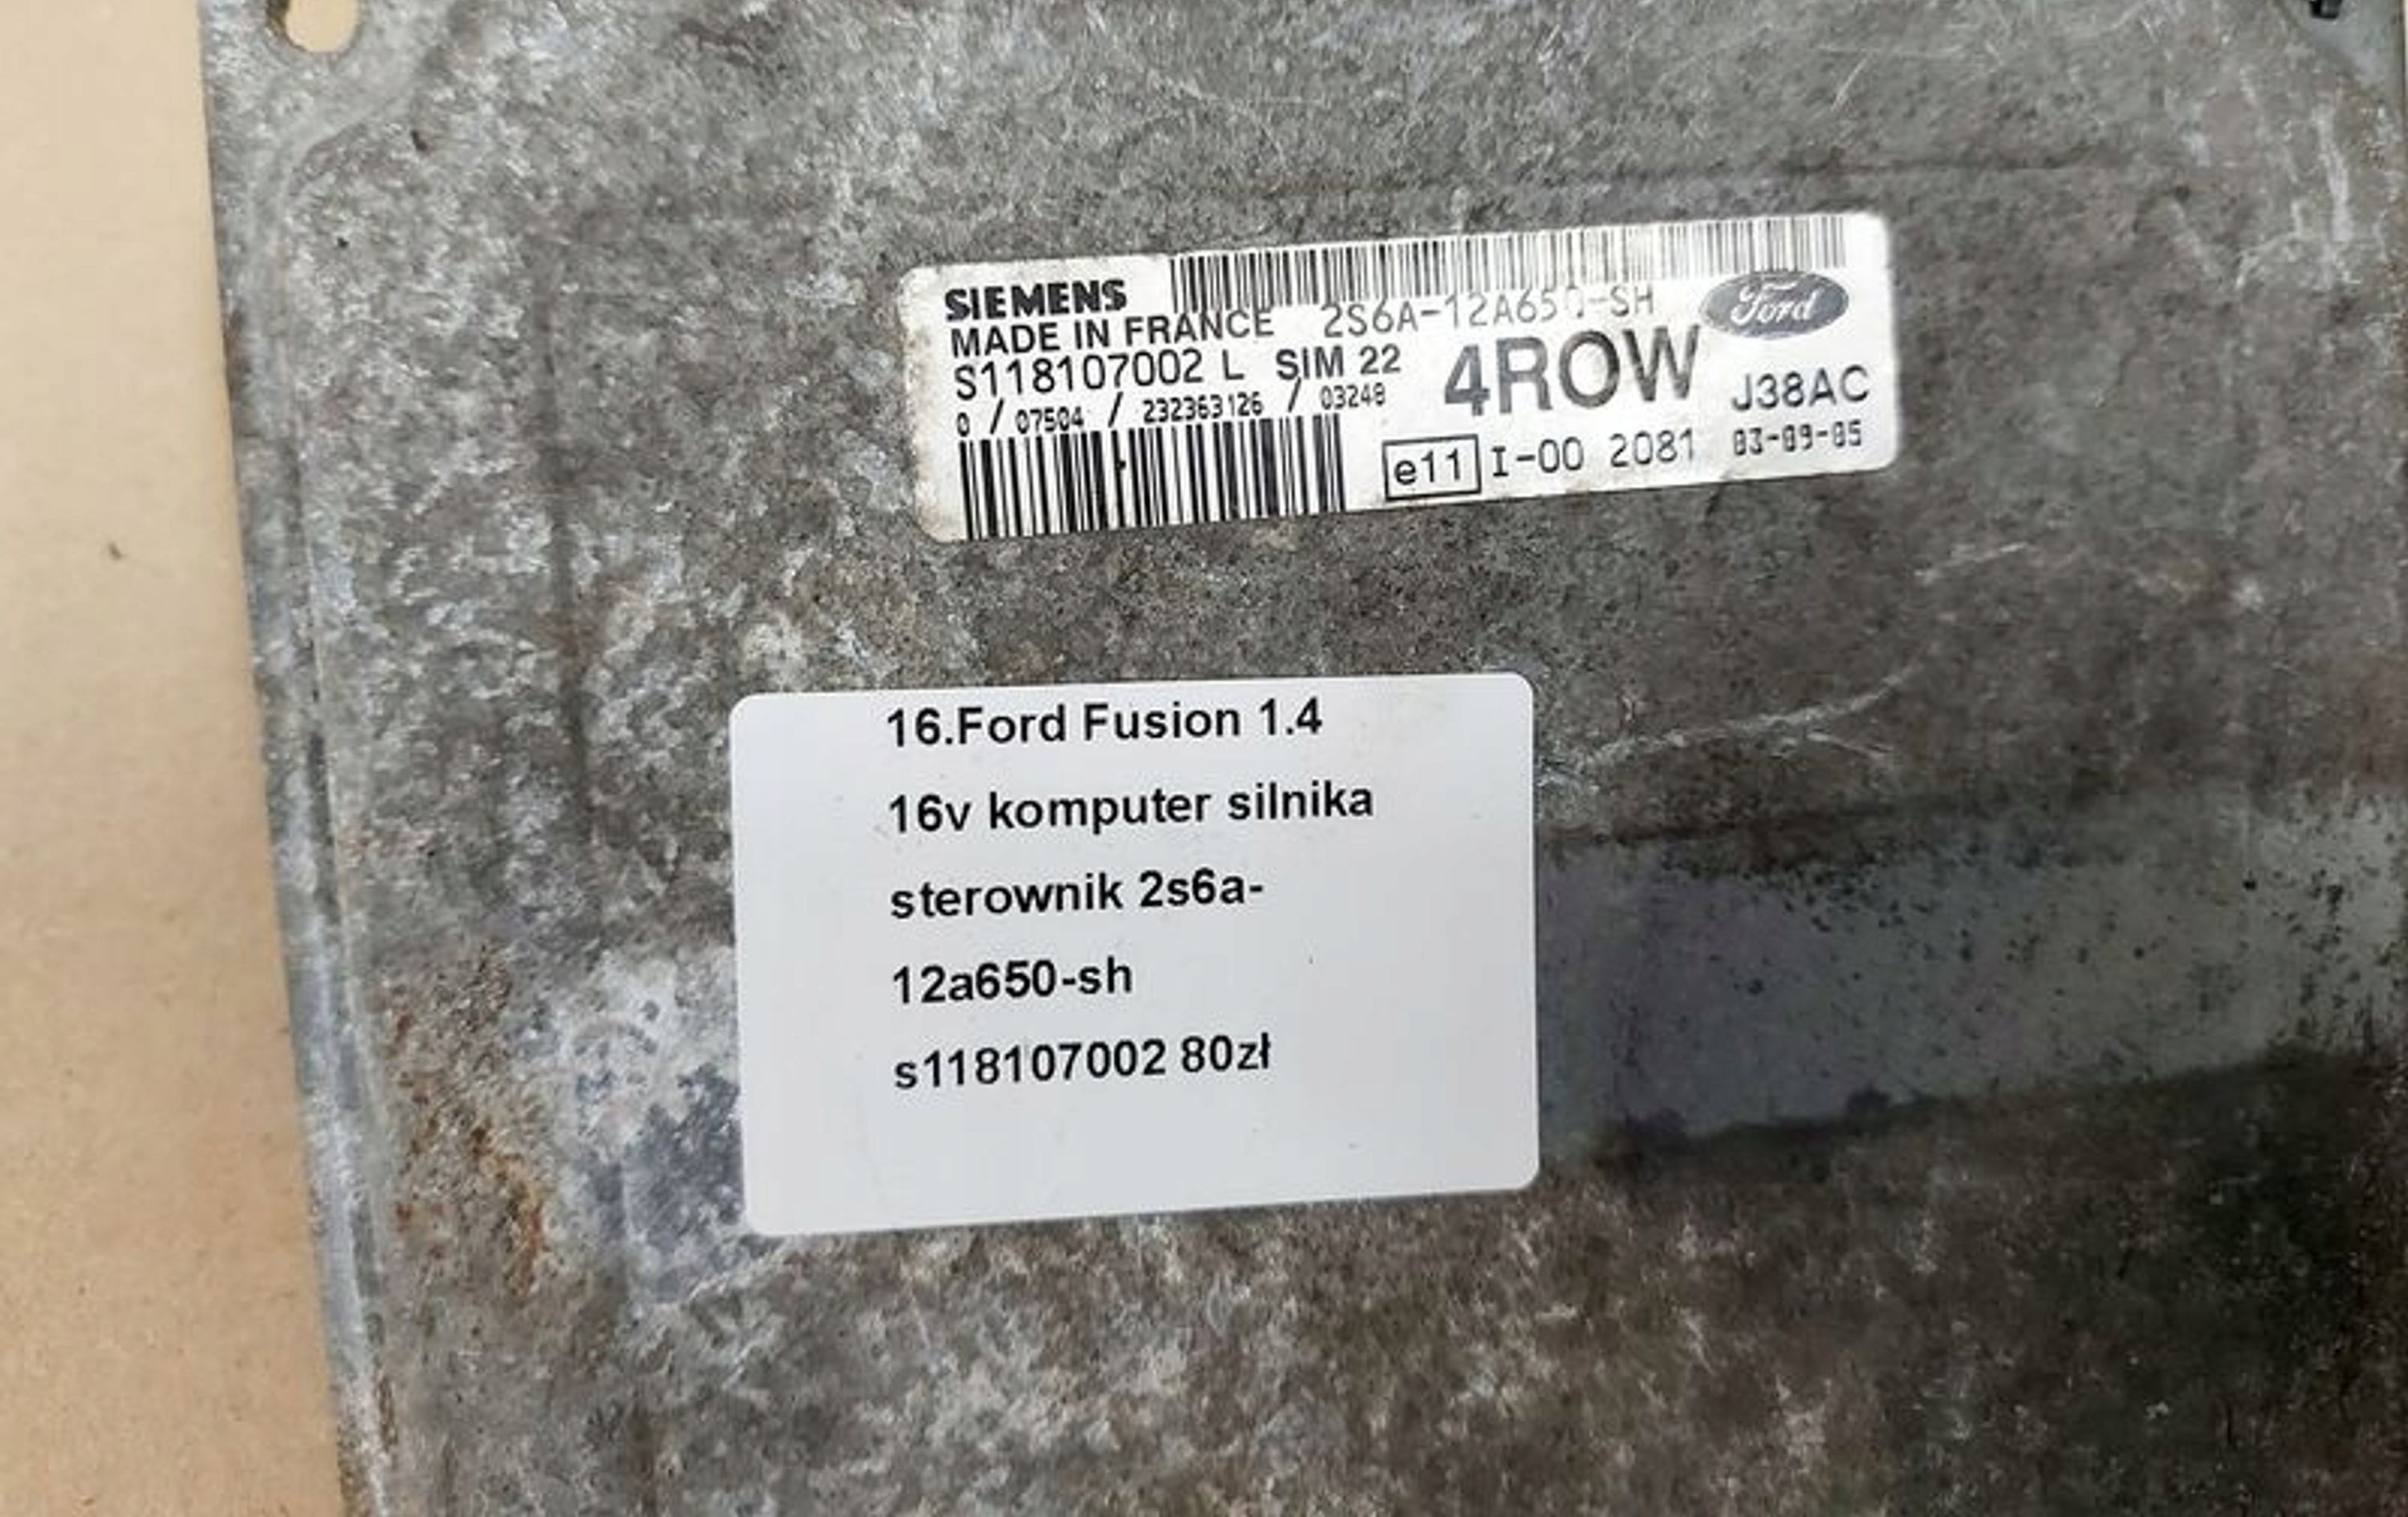 SIEMENS
MADE IN FRANCE 2S6A-12A650-SH Ford
S118107002 L SIM 22 4ROW J38AC
0 / 07504 / 232363126 / 03248
e11 I-00 2081 03-09-05
16.Ford Fusion 1.4
16v komputer silnika
sterownik 2s6a-
12a650-sh
s118107002 80zł